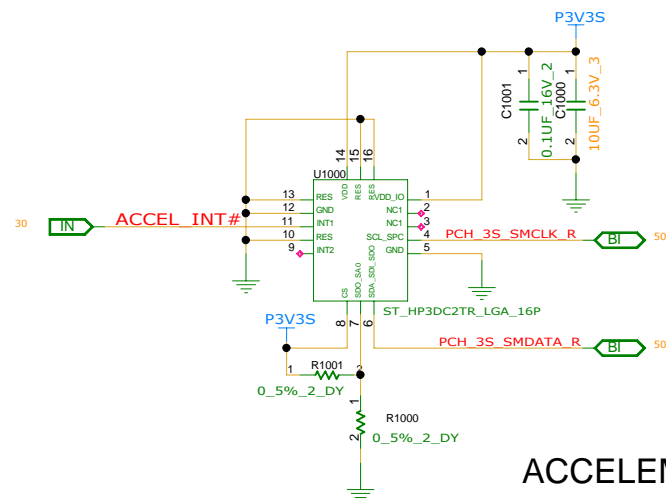 P3V3S
1
2
C1001
0.1UF_16V_2
1
2
C1000
10UF_6.3V_3
14
15
16
U1000
VDD
RES
RES
13
RES
VDD_IO
1
12
GND
NC1
2
30
IN
ACCEL_INT#
11
INT1
NC1
3
10
RES
SCL_SPC
4
PCH_3S_SMCLK_R
BI
50
9
INT2
GND
5
CS
SDO_SA0
SDA_SDI_SDO
ST_HP3DC2TR_LGA_16P
8
7
6
P3V3S
PCH_3S_SMDATA_R
BI
50
1
R1001
2
0_5%_2_DY
1
2
R1000
0_5%_2_DY
ACCELEM